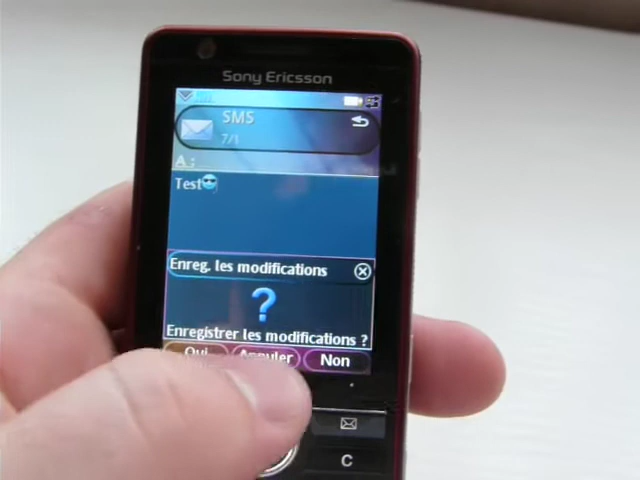 Sony Ericsson
SMS
7/1
A:
Test
Enreg. les modifications
?
Enregistrer les modifications ?
Oui Annuler Non
C